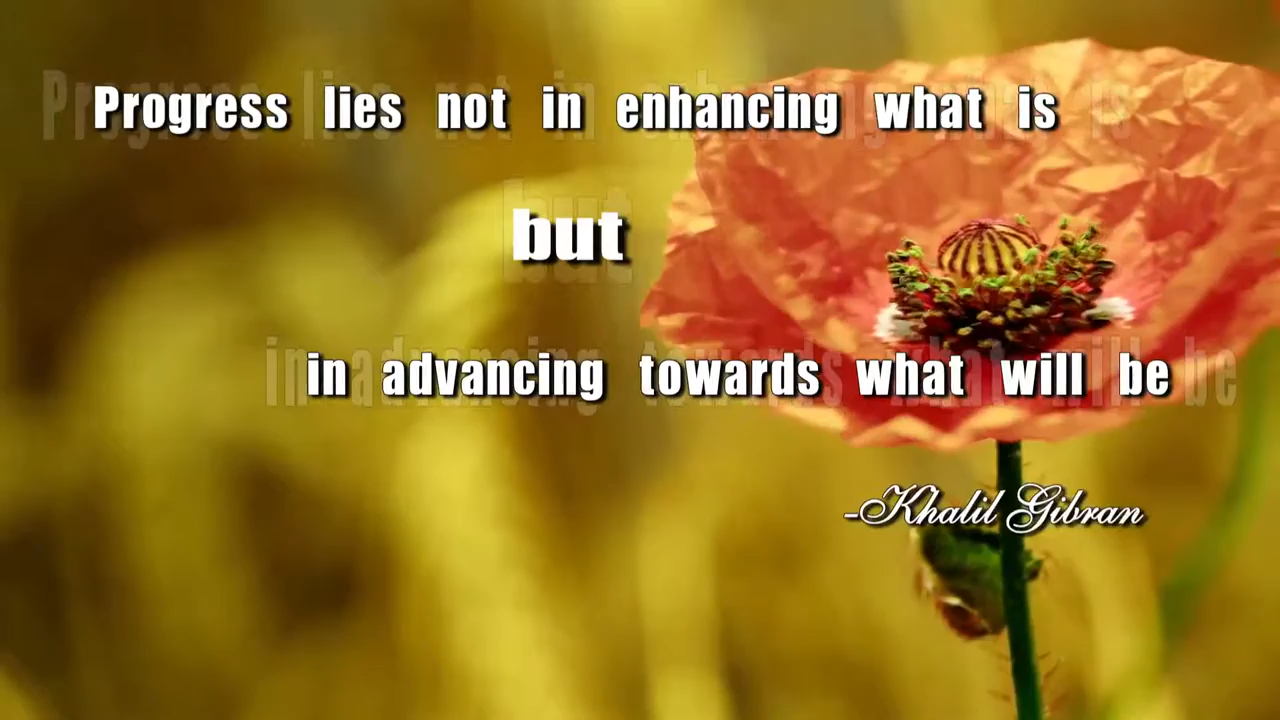 Progress lies not in enhancing what is
but
in advancing towards what will be
-Khalil Gibran